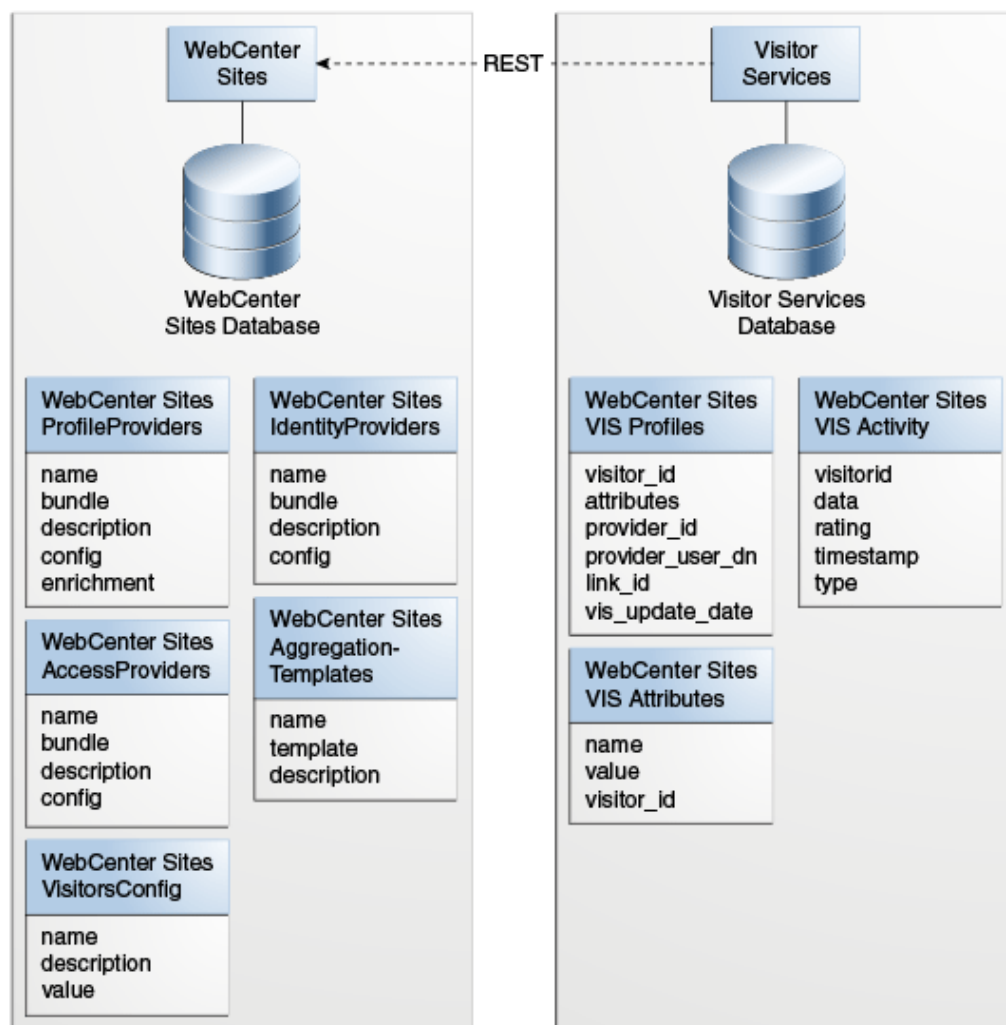 WebCenter
Sites
REST
Visitor
Services
WebCenter
Sites Database
Visitor Services
Database
WebCenter Sites
ProfileProviders
name
bundle
description
config
enrichment
WebCenter Sites
IdentityProviders
name
bundle
description
config
WebCenter Sites
AccessProviders
name
bundle
description
config
WebCenter Sites
Aggregation-
Templates
name
template
description
WebCenter Sites
VisitorsConfig
name
description
value
WebCenter Sites
VIS Profiles
visitor_id
attributes
provider_id
provider_user_dn
link_id
vis_update_date
WebCenter Sites
VIS Activity
visitorid
data
rating
timestamp
type
WebCenter Sites
VIS Attributes
name
value
visitor_id